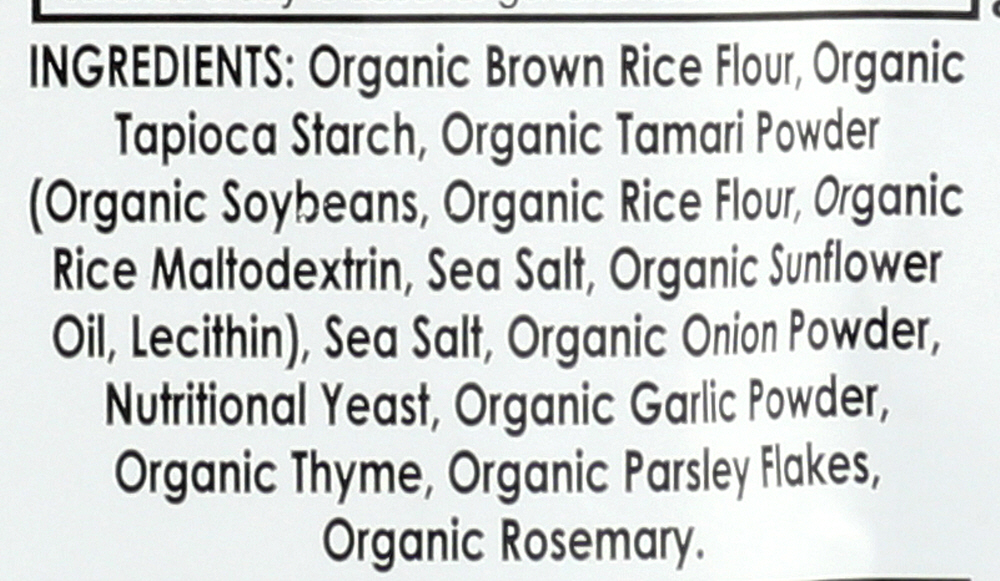 INGREDIENTS: Organic Brown Rice Flour, Organic
Tapioca Starch, Organic Tamari Powder
(Organic Soybeans, Organic Rice Flour, Organic
Rice Maltodextrin, Sea Salt, Organic Sunflower
Oil, Lecithin), Sea Salt, Organic Onion Powder,
Nutritional Yeast, Organic Garlic Powder,
Organic Thyme, Organic Parsley Flakes,
Organic Rosemary.